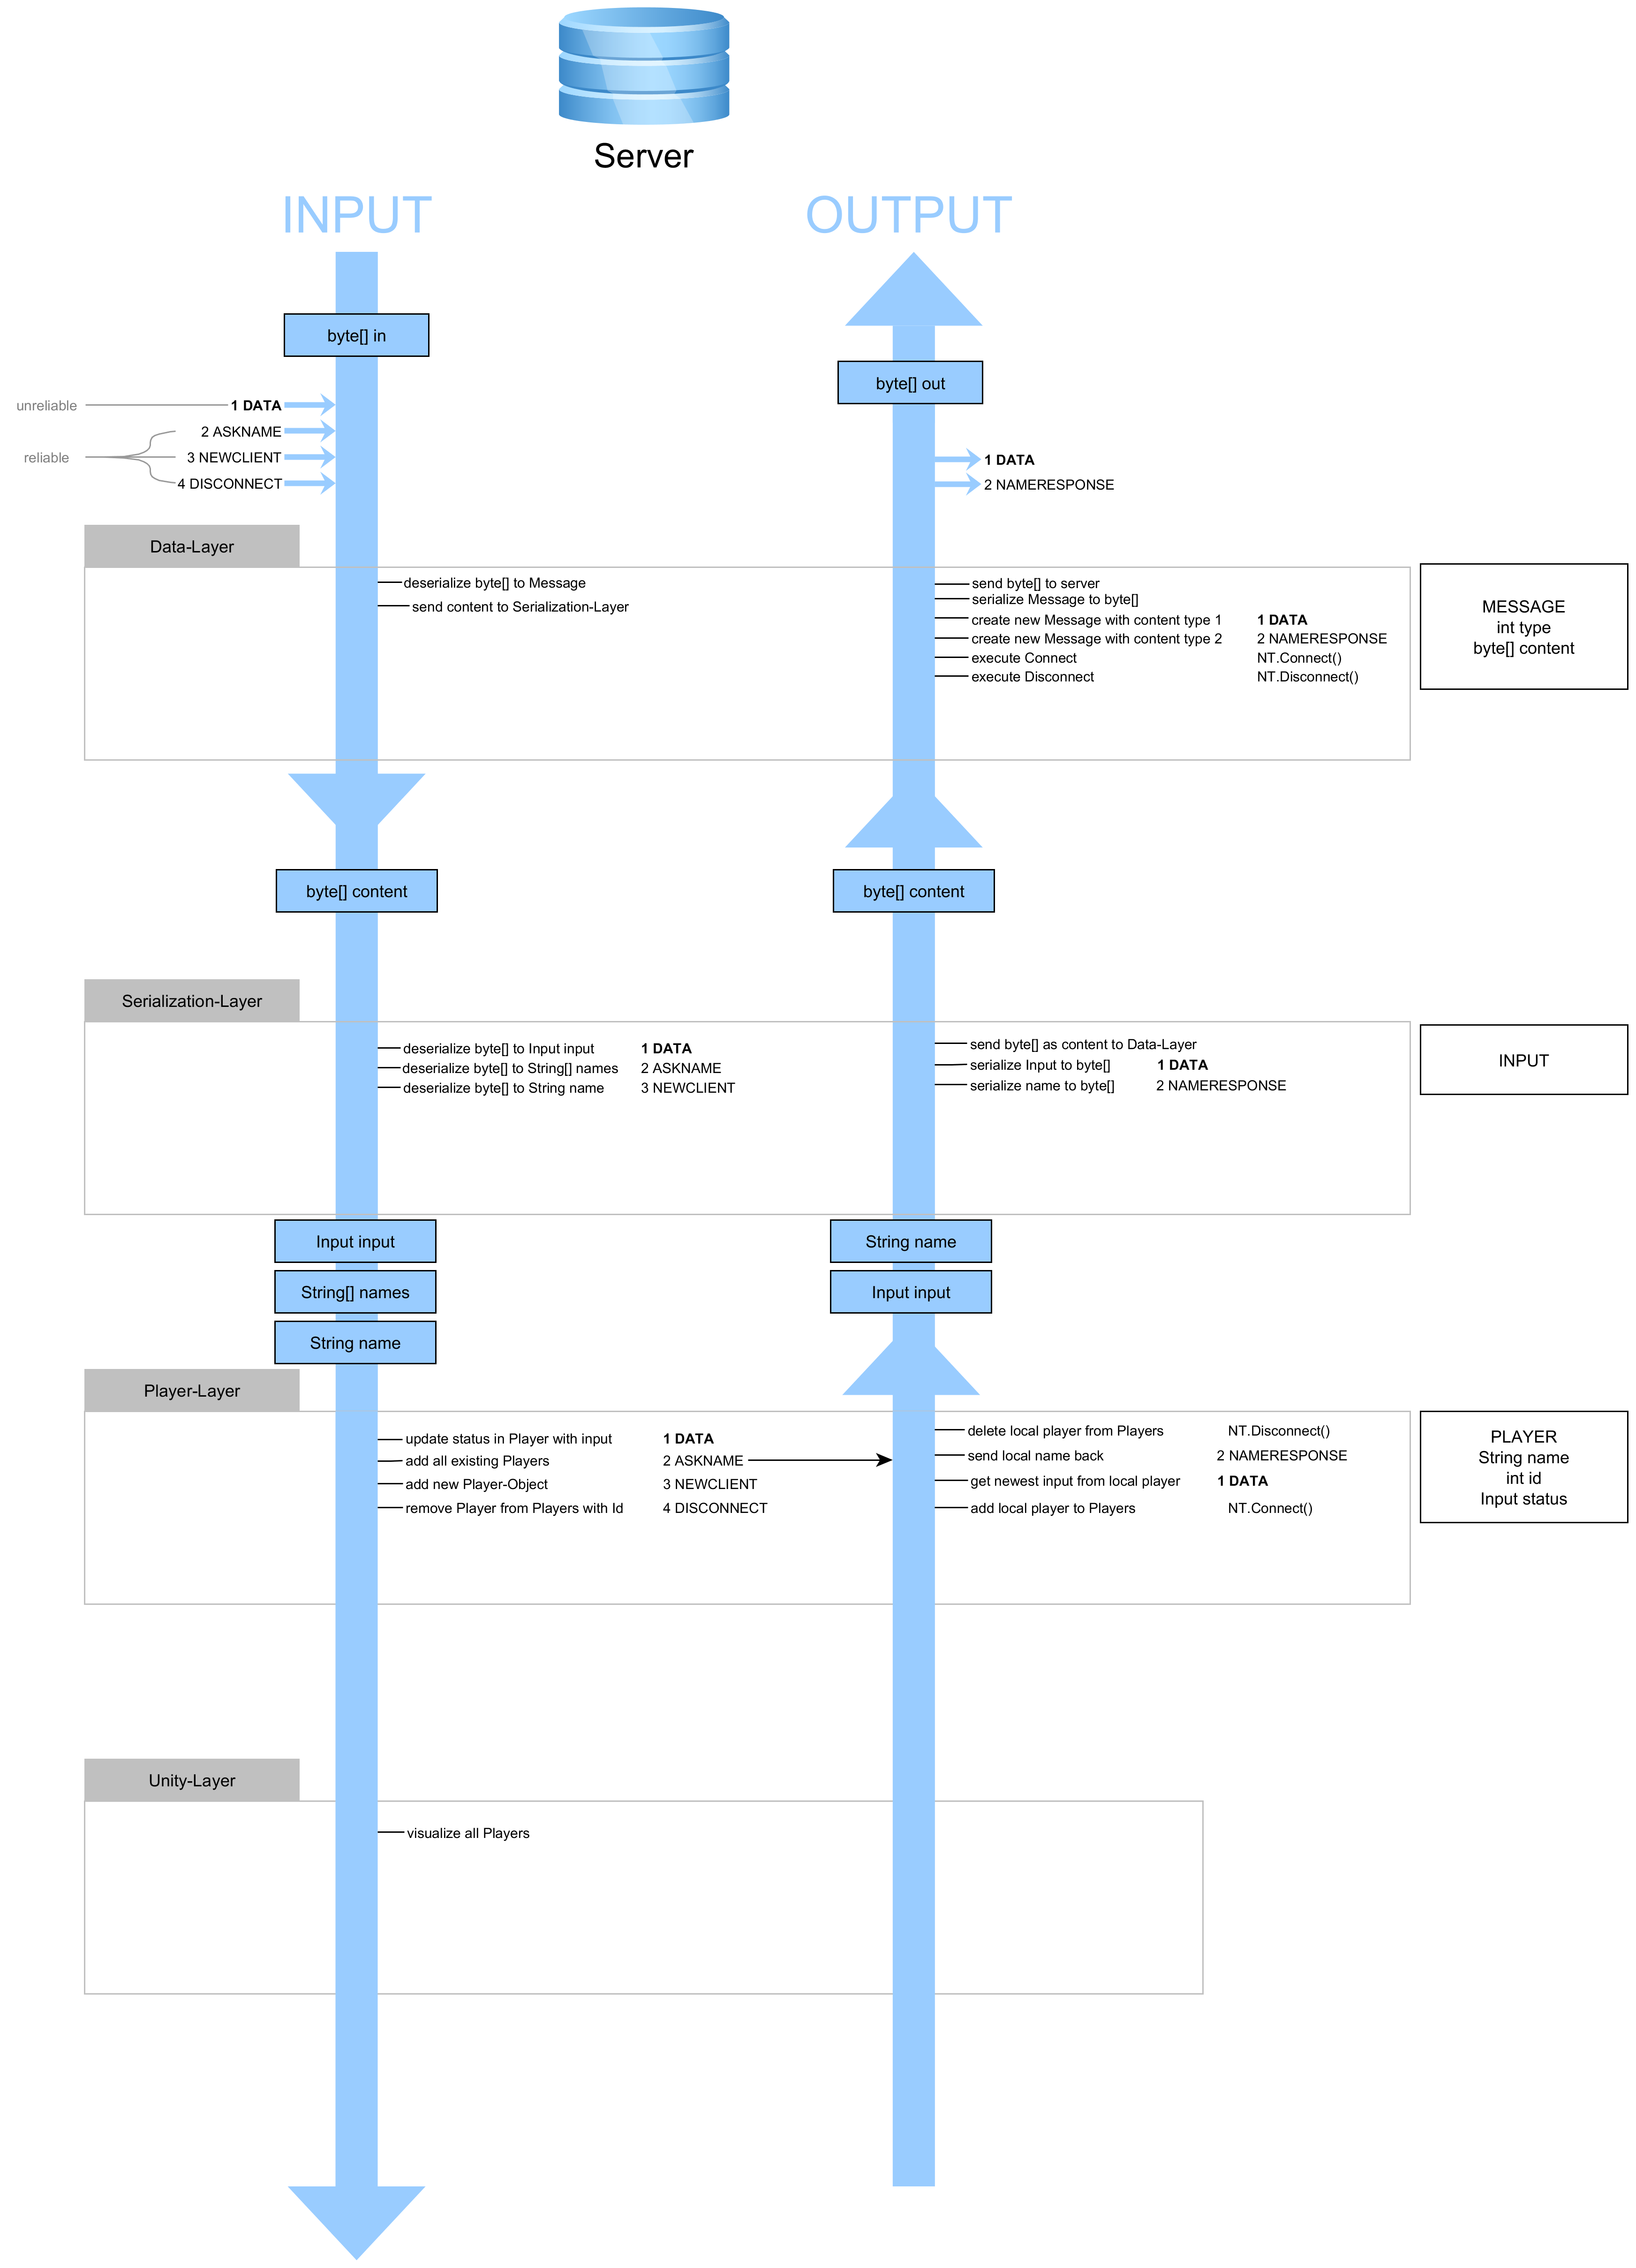 Server
INPUT
OUTPUT
byte[] in
byte[] out
unreliable
1 DATA
2 ASKNAME
reliable
3 NEWCLIENT
4 DISCONNECT
1 DATA
2 NAMERESPONSE
Data-Layer
deserialize byte[] to Message
send content to Serialization-Layer
send byte[] to server
serialize Message to byte[]
create new Message with content type 1 1 DATA
create new Message with content type 2 2 NAMERESPONSE
execute Connect NT.Connect()
execute Disconnect NT.Disconnect()
MESSAGE
int type
byte[] content
byte[] content
byte[] content
Serialization-Layer
deserialize byte[] to Input input 1 DATA
deserialize byte[] to String[] names 2 ASKNAME
deserialize byte[] to String name 3 NEWCLIENT
send byte[] as content to Data-Layer
serialize Input to byte[] 1 DATA
serialize name to byte[] 2 NAMERESPONSE
INPUT
Input input
String[] names
String name
String name
Input input
Player-Layer
update status in Player with input 1 DATA
add all existing Players 2 ASKNAME
add new Player-Object 3 NEWCLIENT
remove Player from Players with Id 4 DISCONNECT
delete local player from Players NT.Disconnect()
send local name back 2 NAMERESPONSE
get newest input from local player 1 DATA
add local player to Players NT.Connect()
PLAYER
String name
int id
Input status
Unity-Layer
visualize all Players